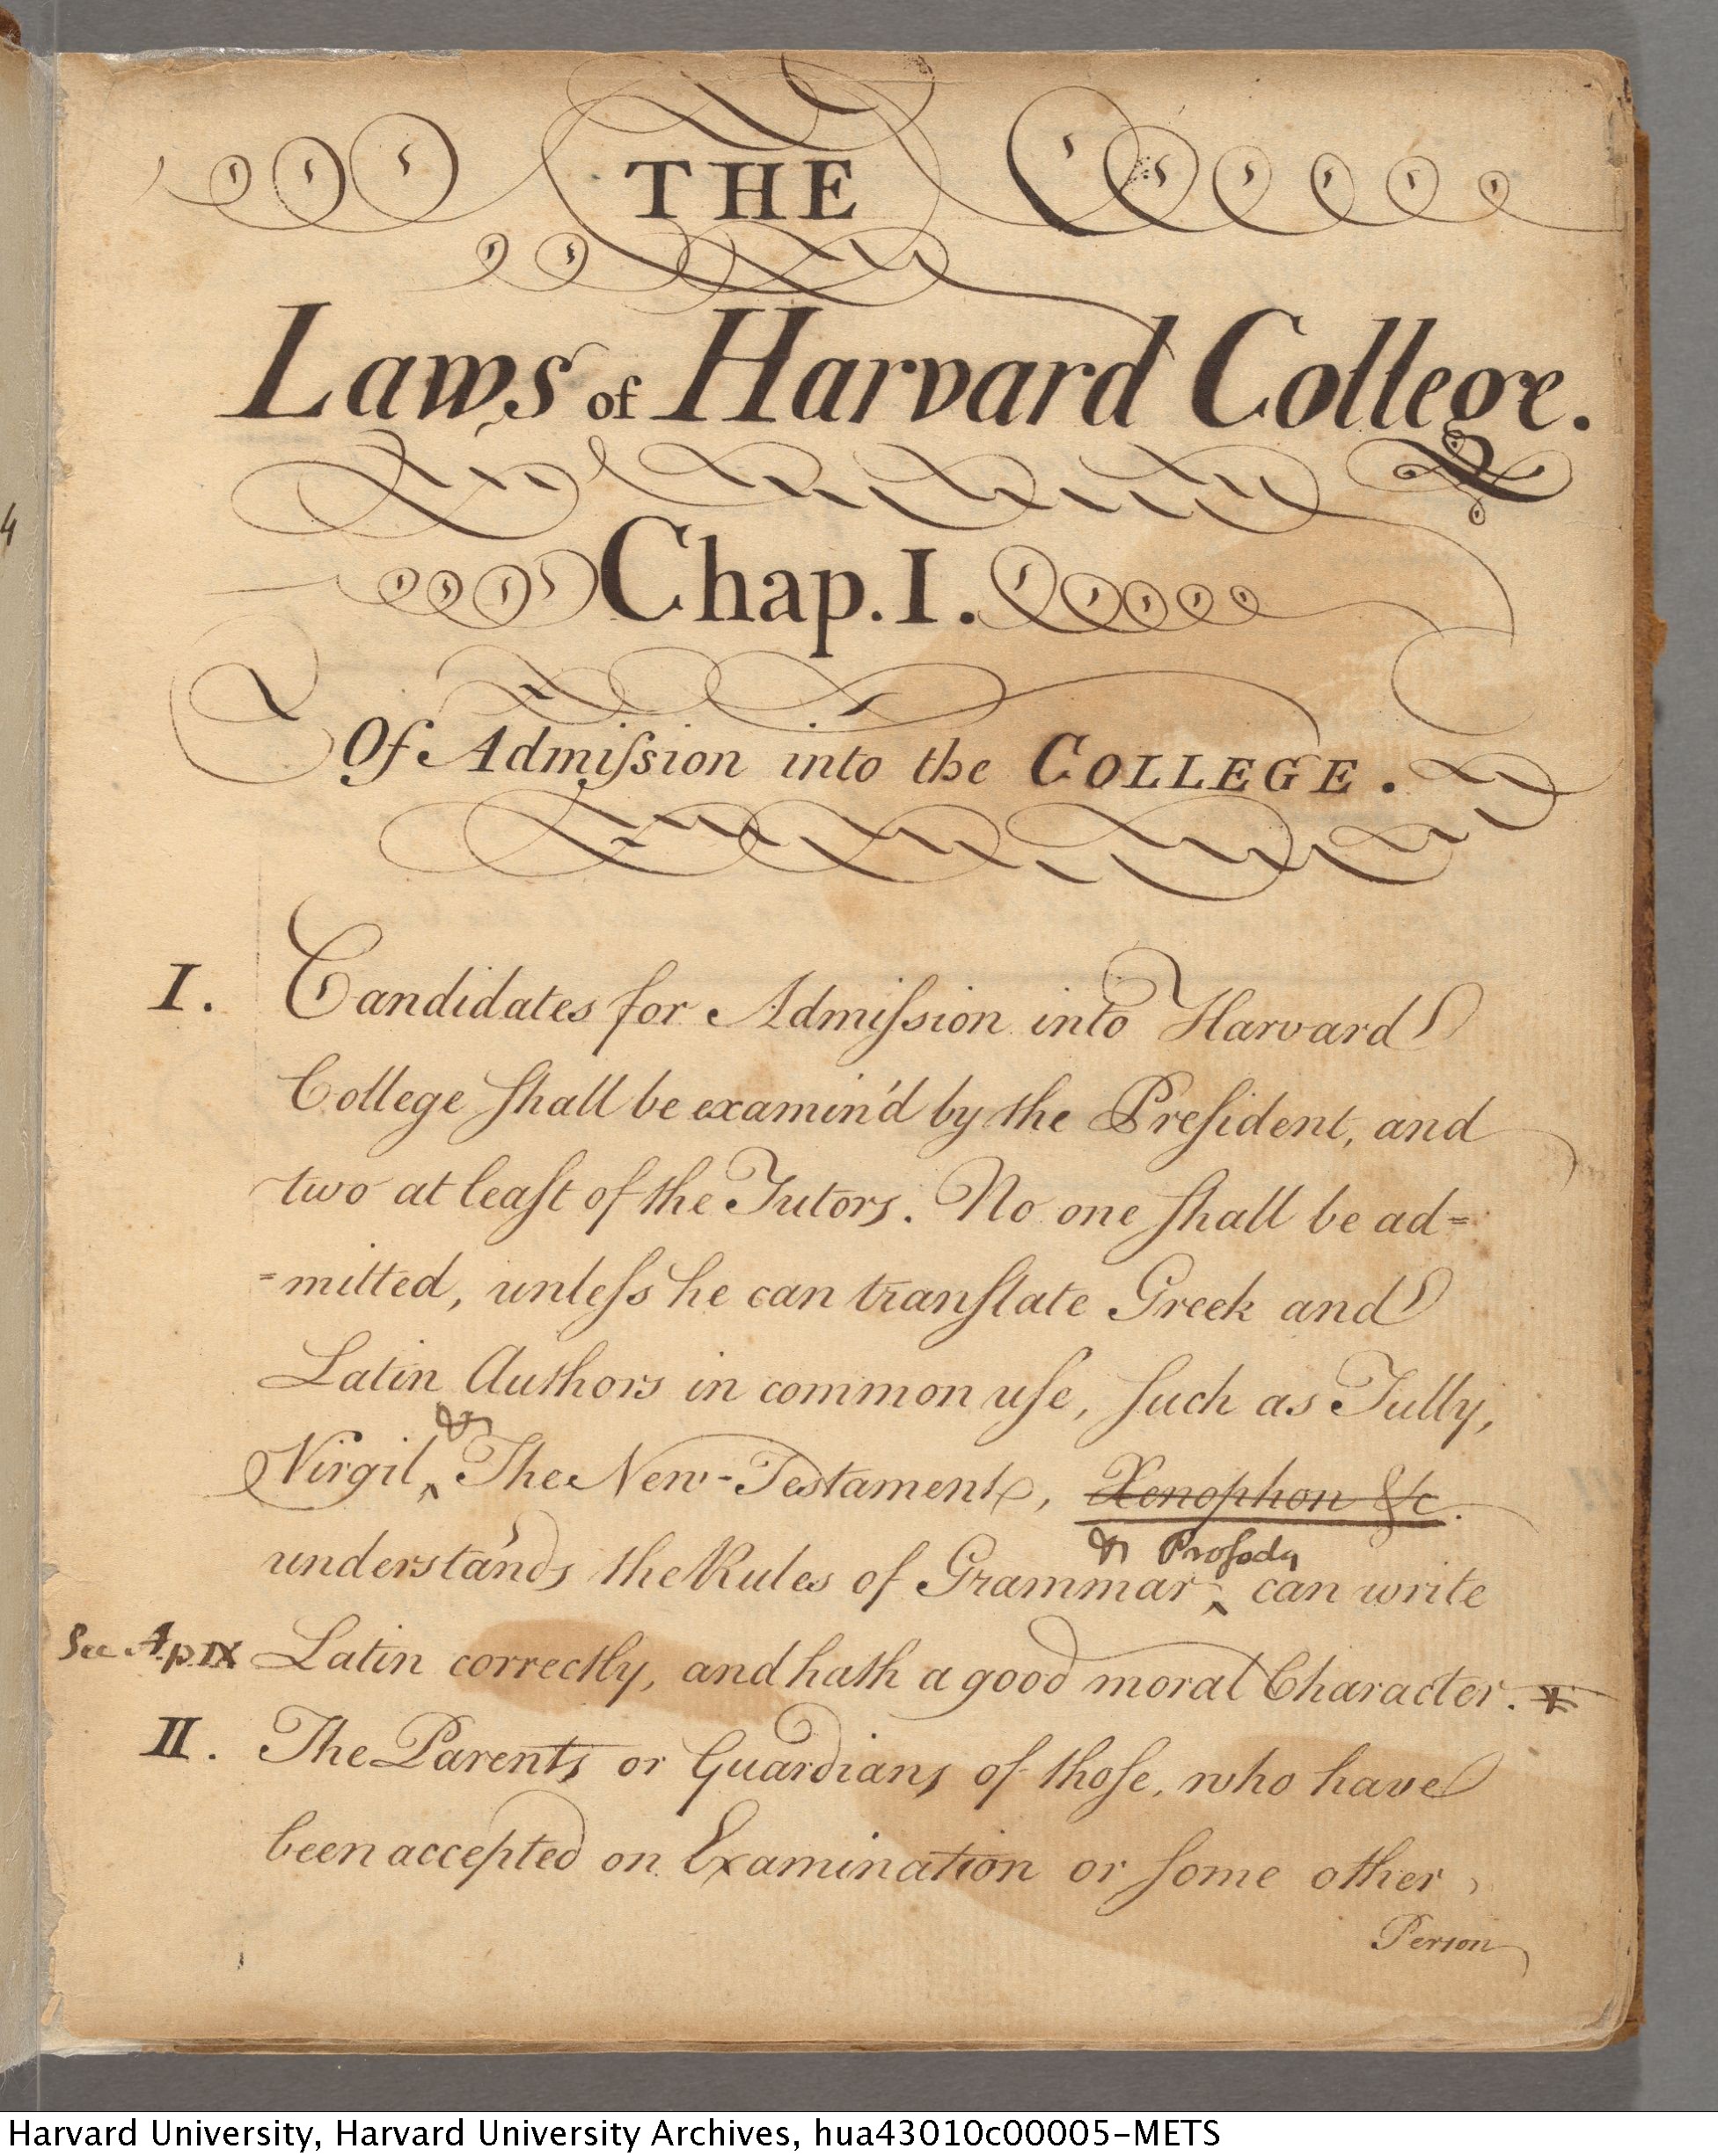 4
THE
Laws of Harvard College.
Chap. I.
Of Admiſsion into the COLLEGE.
I. Candidates for Admiſsion into Harvard
College ſhall be examin'd by the Preſident, and
two at leaſt of the Tutors. No one ſhall be ad=
=mitted, unleſs he can tranſlate Greek and
Latin Authors in common uſe, ſuch as Tully,
&
Virgil, ‸ The New-Testament, Xenophon &c.
& Proſody
understands the Rules of Grammar, ‸ can write
See Ap IX Latin correctly, and hath a good moral Character. *
II. The Parents or Guardians of thoſe, who have
been accepted on Examination or ſome other
Person
Harvard University, Harvard University Archives, hua43010c00005-METS